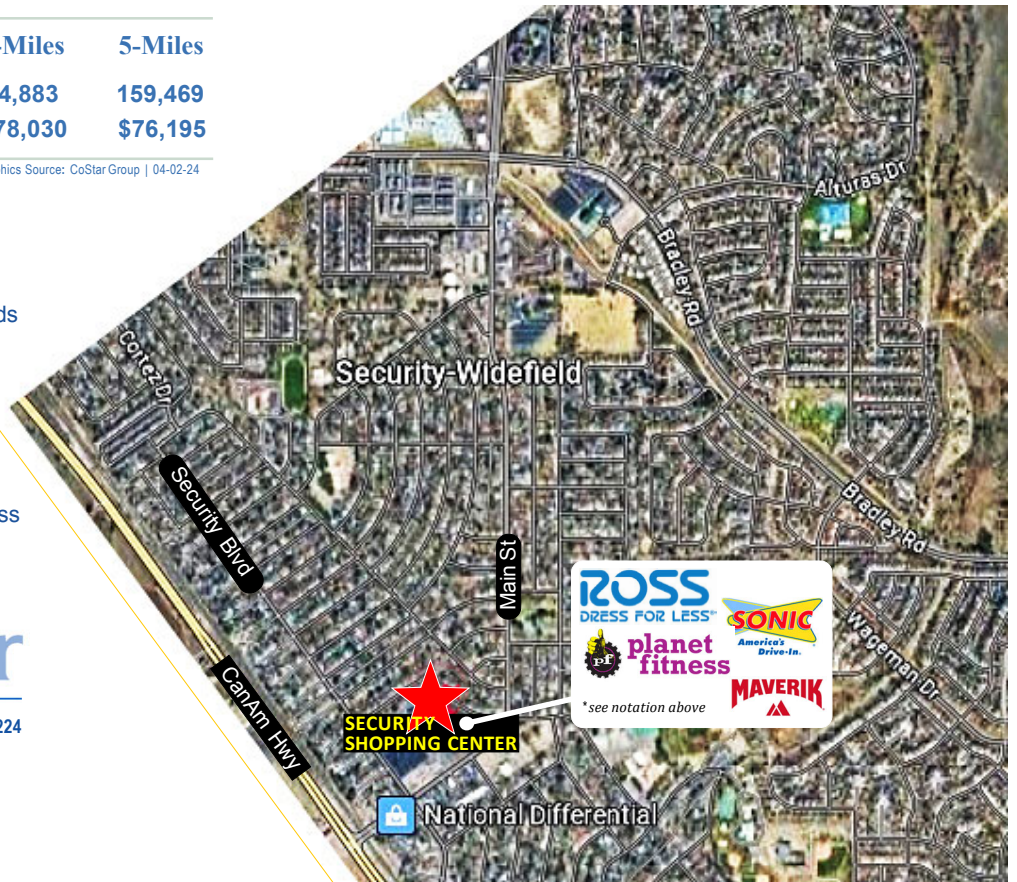 -Miles 5-Miles
4,883 159,469
78,030 $76,195
hics Source: CoStar Group | 04-02-24
ds
ss
r
224
Alturas Dr
Bradley Rd
Cortez Dr
Security-Widefield
Security Blvd
Bradley Rd
Main St
ROSS
DRESS FOR LESS
SONIC
America's
Drive-In.
pf planet
fitness
MAVERIK
*see notation above
Wageman Dr
CanAm Hwy
SECURITY
SHOPPING CENTER
National Differential